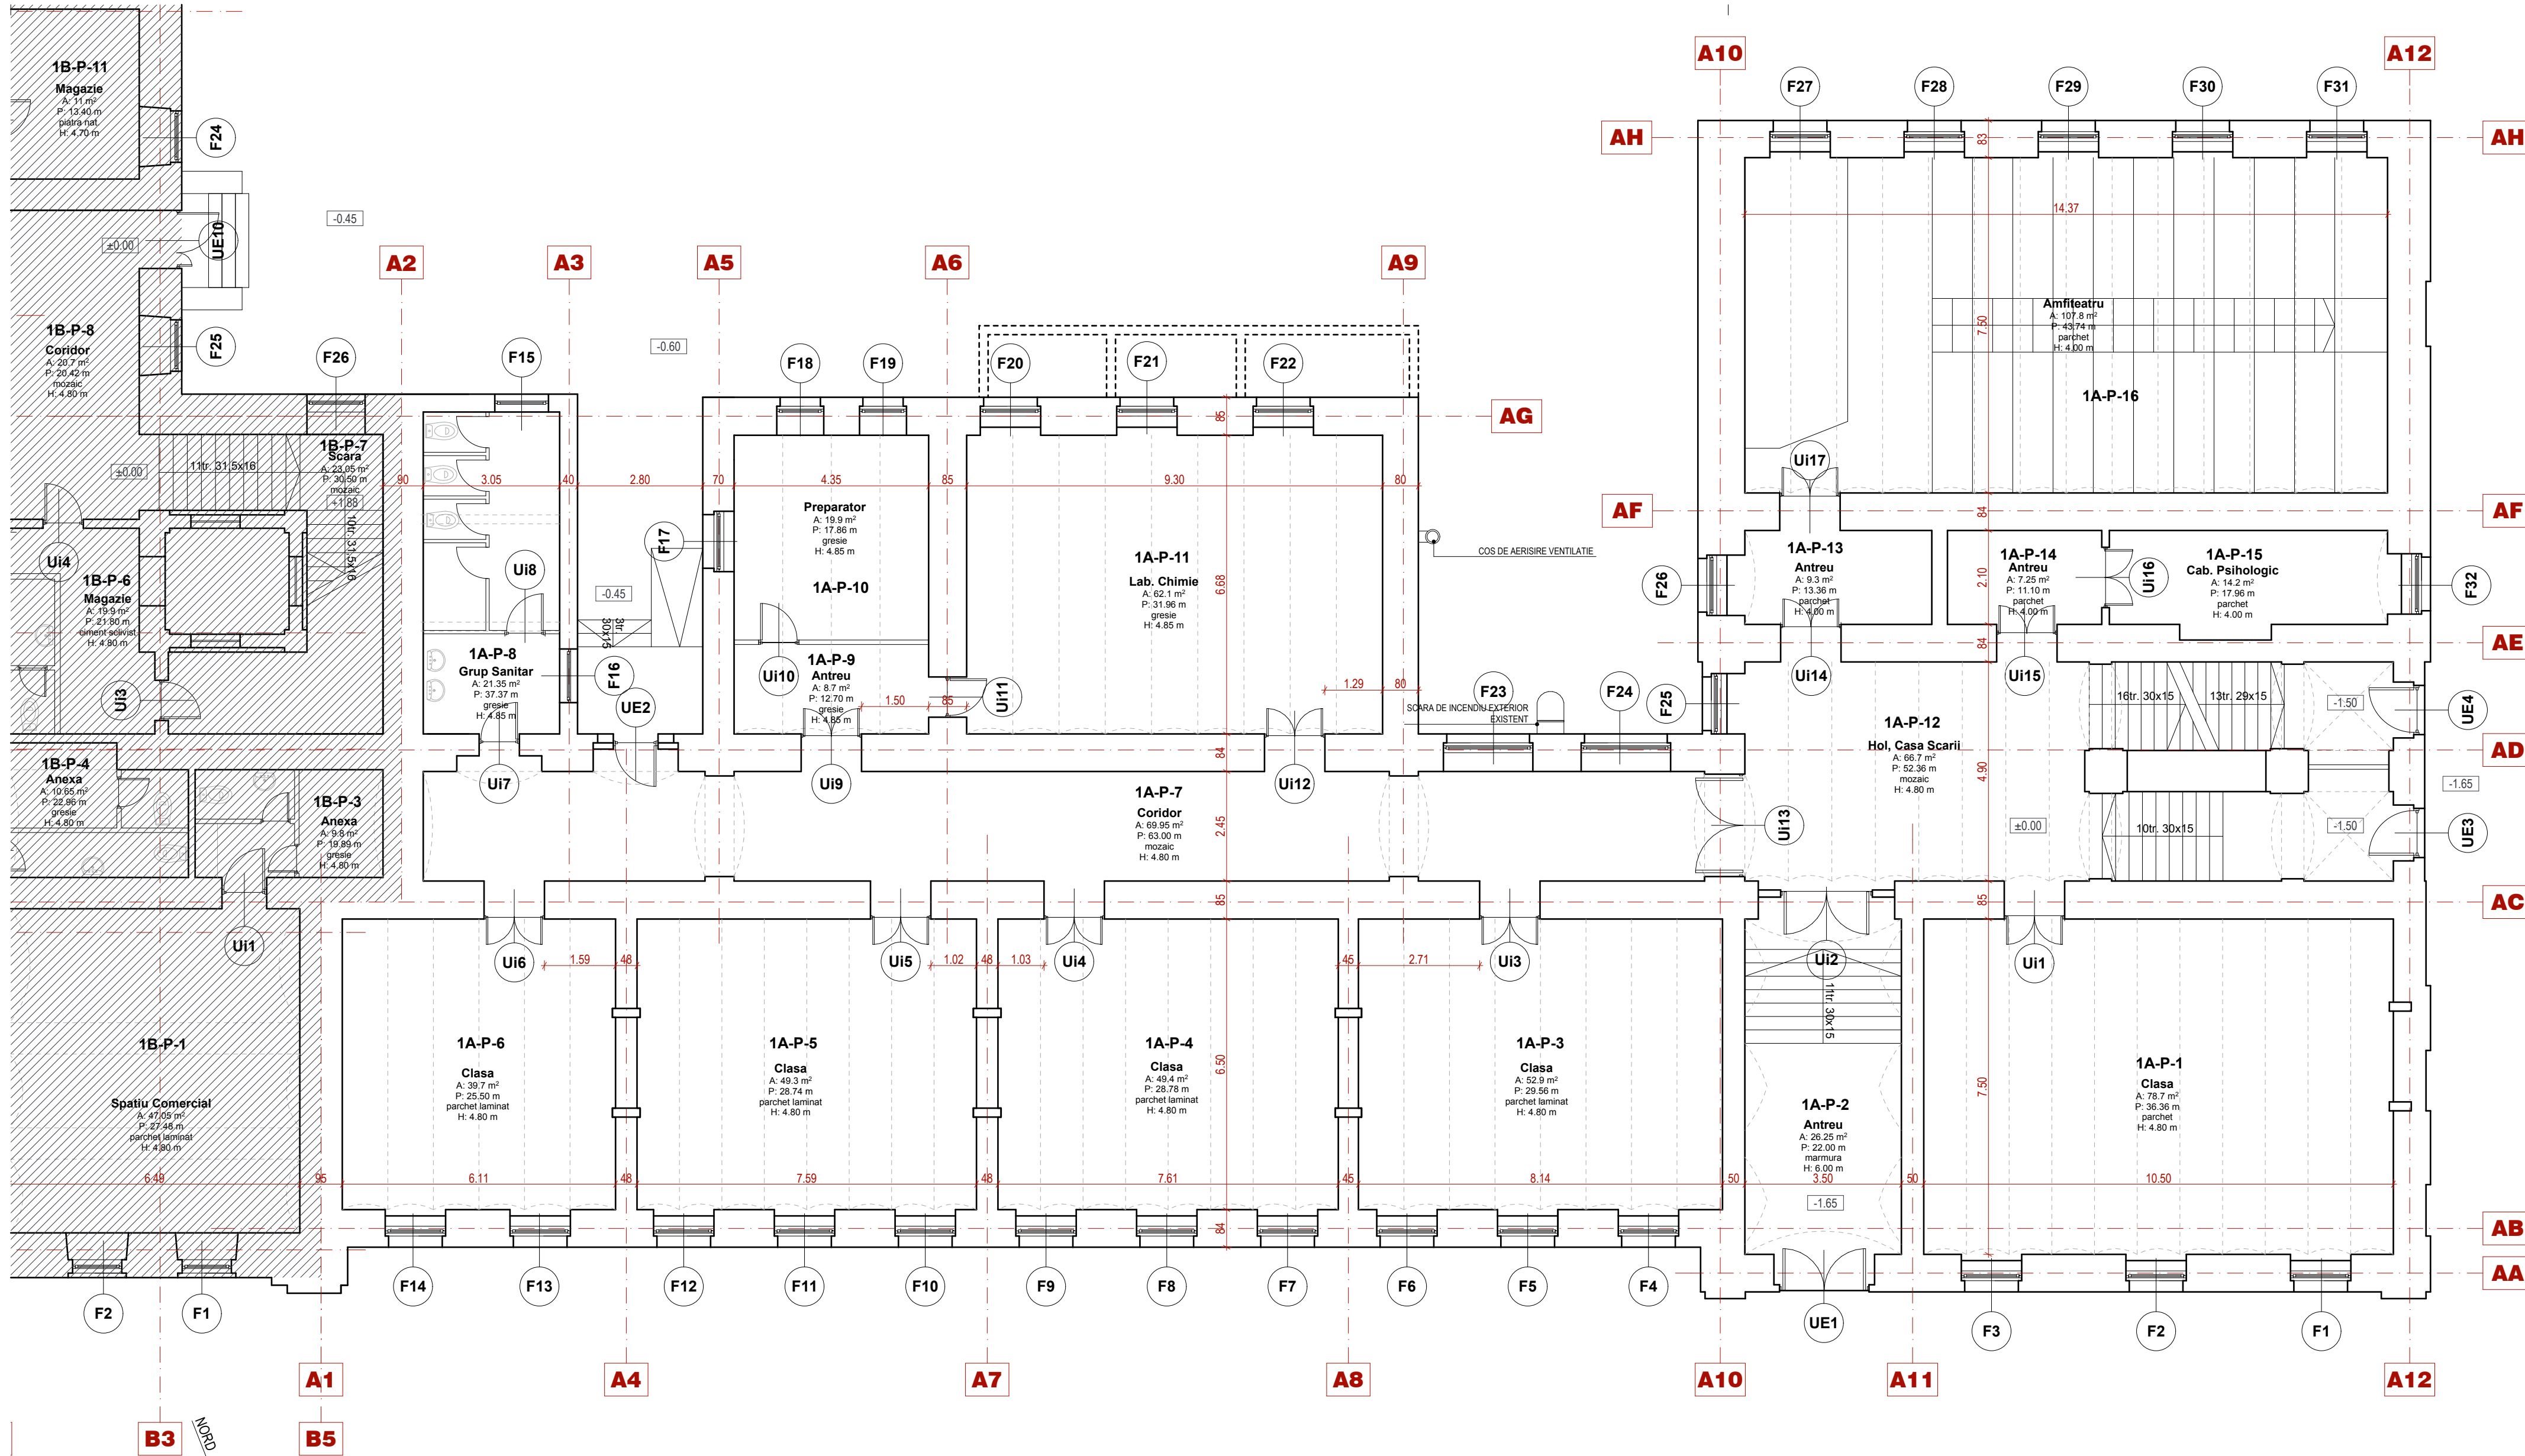 A10
A12
1B-P-11
Magazie
A: 11 m²
P: 13.40 m
piatra nat.
H: 4.70 m
F24
F27
F28
F29
F30
F31
AH
AH
83
-0.45
±0.00
UE10
14.37
A2
A3
A5
A6
A9
Amfiteatru
A: 107.8 m²
P: 43.74 m
parchet
H: 4.00 m
1A-P-16
7.50
1B-P-8
Coridor
A: 20.7 m²
P: 20.42 m
mozaic
H: 4.80 m
F25
F26
F15
-0.60
F18
F19
F20
F21
F22
AG
85
1B-P-7
Scara
A: 23.05 m²
P: 30.50 m
mozaic
+1.88
±0.00
11tr. 31,5x16
10tr. 31,5x16
90
3.05
40
2.80
70
4.35
85
9.30
80
Ui17
AF
AF
84
Ui4
1B-P-6
Magazie
A: 19.9 m²
P: 21.80 m
ciment sclivist
H: 4.80 m
Ui3
Ui8
F17
-0.45
3tr.
30x15
F16
UE2
Preparator
A: 19.9 m²
P: 17.86 m
gresie
H: 4.85 m
1A-P-10
1A-P-11
Lab. Chimie
A: 62.1 m²
P: 31.96 m
gresie
H: 4.85 m
6.68
COS DE AERISIRE VENTILATIE
1A-P-13
Antreu
A: 9.3 m²
P: 13.36 m
parchet
H: 4.00 m
F26
1A-P-14
Antreu
A: 7.25 m²
P: 11.10 m
parchet
H: 4.00 m
2.10
Ui16
1A-P-15
Cab. Psihologic
A: 14.2 m²
P: 17.96 m
parchet
H: 4.00 m
F32
AE
AE
84
1A-P-8
Grup Sanitar
A: 21.35 m²
P: 37.37 m
gresie
H: 4.85 m
1A-P-9
Antreu
A: 8.7 m²
P: 12.70 m
gresie
H: 4.85 m
Ui10
Ui11
1.50
85
1.29
80
F23
F24
F25
SCARA DE INCENDIU EXTERIOR
EXISTENT
Ui14
Ui15
16tr. 30x15
13tr. 29x15
-1.50
UE4
1A-P-12
Hol, Casa Scarii
A: 66.7 m²
P: 52.36 m
mozaic
H: 4.80 m
4.90
AD
AD
84
1B-P-4
Anexa
A: 10.65 m²
P: 22.96 m
gresie
H: 4.80 m
1B-P-3
Anexa
A: 9.8 m²
P: 19.89 m
gresie
H: 4.80 m
Ui7
Ui9
Ui12
1A-P-7
Coridor
A: 69.95 m²
P: 63.00 m
mozaic
H: 4.80 m
2.45
Ui13
±0.00
10tr. 30x15
-1.50
-1.65
UE3
AC
AC
85
85
Ui1
Ui6
1.59
48
Ui5
1.02
48
1.03
Ui4
45
2.71
Ui3
Ui2
11tr. 30x15
Ui1
1B-P-1
Spatiu Comercial
A: 47.05 m²
P: 27.48 m
parchet laminat
H: 4.80 m
1A-P-6
Clasa
A: 39.7 m²
P: 25.50 m
parchet laminat
H: 4.80 m
1A-P-5
Clasa
A: 49.3 m²
P: 28.74 m
parchet laminat
H: 4.80 m
1A-P-4
Clasa
A: 49.4 m²
P: 28.78 m
parchet laminat
H: 4.80 m
6.50
1A-P-3
Clasa
A: 52.9 m²
P: 29.56 m
parchet laminat
H: 4.80 m
1A-P-2
Antreu
A: 26.25 m²
P: 22.00 m
marmura
H: 6.00 m
-1.65
7.50
1A-P-1
Clasa
A: 78.7 m²
P: 36.36 m
parchet
H: 4.80 m
6.49
95
6.11
48
7.59
48
7.61
45
8.14
50
3.50
50
10.50
84
AB
AA
F2
F1
F14
F13
F12
F11
F10
F9
F8
F7
F6
F5
F4
UE1
F3
F2
F1
A1
A4
A7
A8
A10
A11
A12
B3
B5
NORD